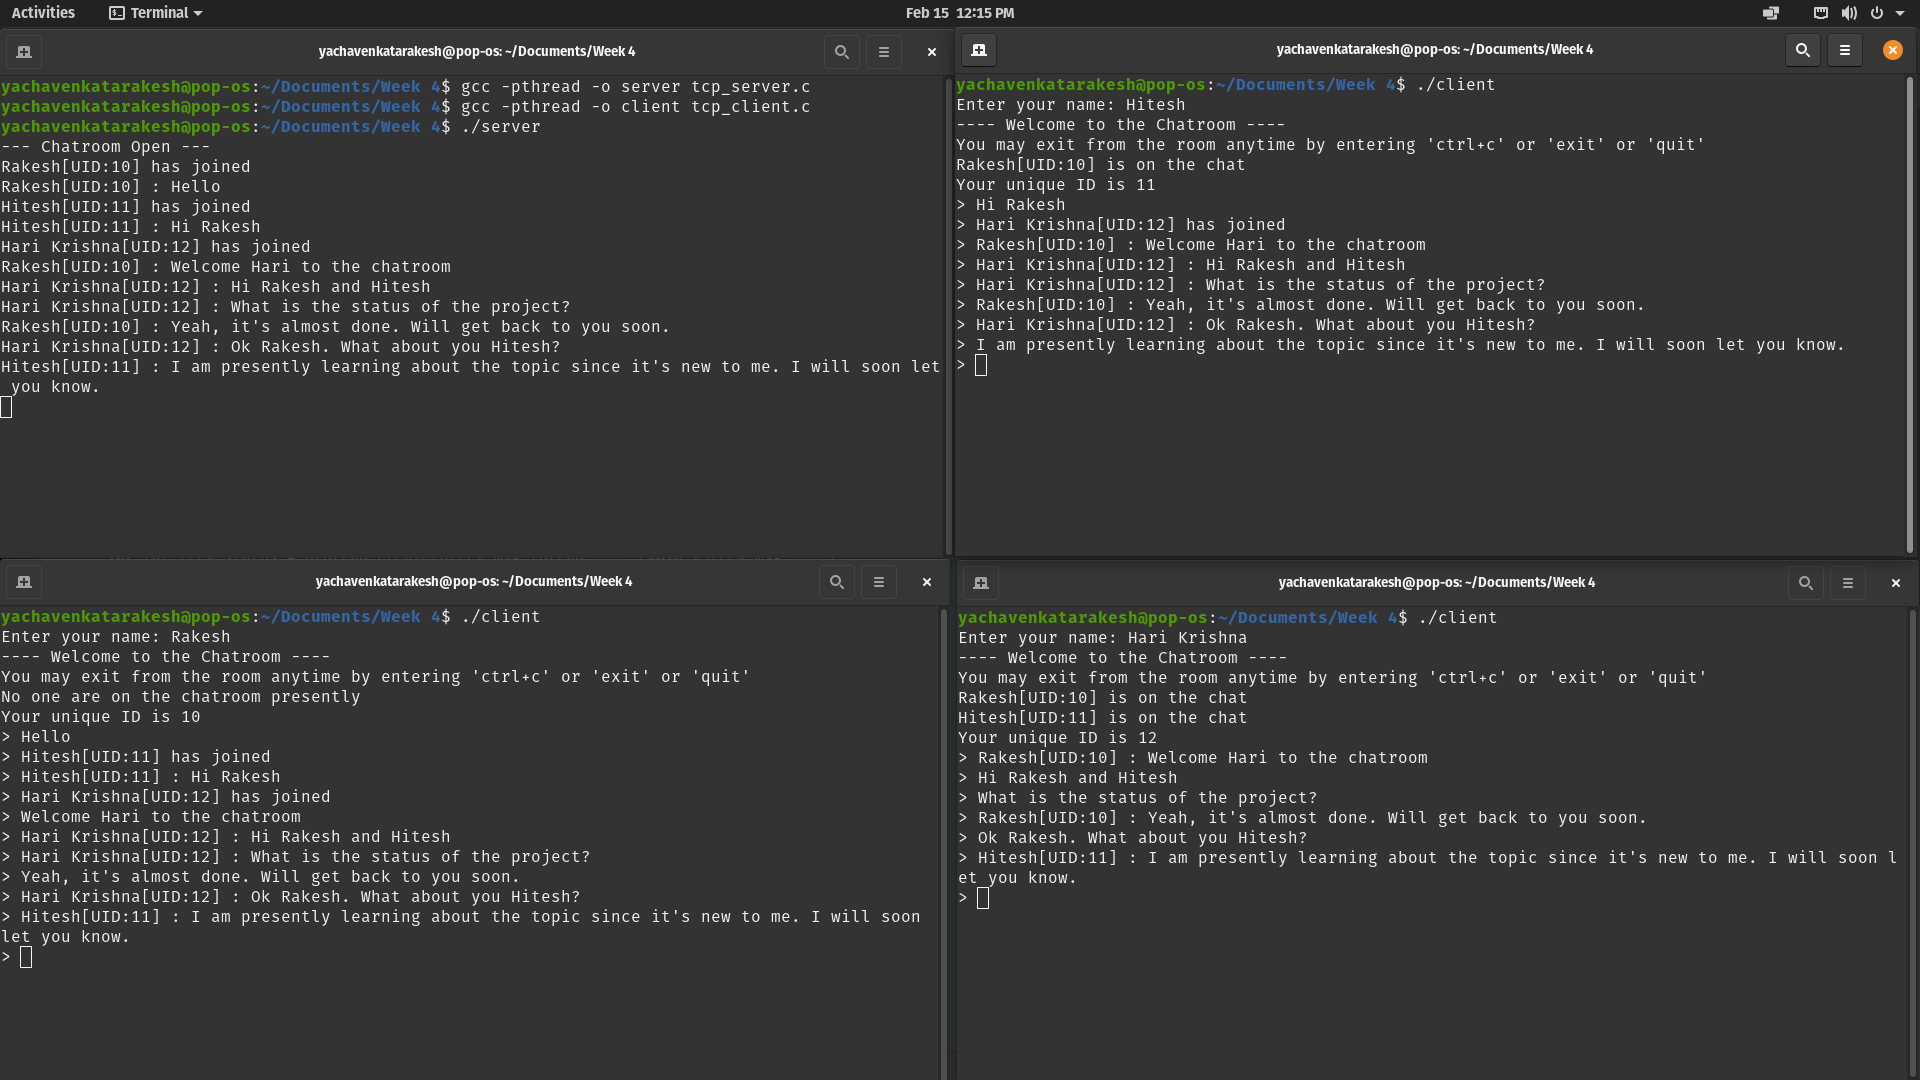 Activities Terminal Feb 15 12:15 PM
yachavenkatarakesh@pop-os: ~/Documents/Week 4
yachavenkatarakesh@pop-os:~/Documents/Week 4$ gcc -pthread -o server tcp_server.c
yachavenkatarakesh@pop-os:~/Documents/Week 4$ gcc -pthread -o client tcp_client.c
yachavenkatarakesh@pop-os:~/Documents/Week 4$ ./server
--- Chatroom Open ---
Rakesh[UID:10] has joined
Rakesh[UID:10] : Hello
Hitesh[UID:11] has joined
Hitesh[UID:11] : Hi Rakesh
Hari Krishna[UID:12] has joined
Rakesh[UID:10] : Welcome Hari to the chatroom
Hari Krishna[UID:12] : Hi Rakesh and Hitesh
Hari Krishna[UID:12] : What is the status of the project?
Rakesh[UID:10] : Yeah, it's almost done. Will get back to you soon.
Hari Krishna[UID:12] : Ok Rakesh. What about you Hitesh?
Hitesh[UID:11] : I am presently learning about the topic since it's new to me. I will soon let
 you know.
yachavenkatarakesh@pop-os: ~/Documents/Week 4
yachavenkatarakesh@pop-os:~/Documents/Week 4$ ./client
Enter your name: Hitesh
---- Welcome to the Chatroom ----
You may exit from the room anytime by entering 'ctrl+c' or 'exit' or 'quit'
Rakesh[UID:10] is on the chat
Your unique ID is 11
> Hi Rakesh
> Hari Krishna[UID:12] has joined
> Rakesh[UID:10] : Welcome Hari to the chatroom
> Hari Krishna[UID:12] : Hi Rakesh and Hitesh
> Hari Krishna[UID:12] : What is the status of the project?
> Rakesh[UID:10] : Yeah, it's almost done. Will get back to you soon.
> Hari Krishna[UID:12] : Ok Rakesh. What about you Hitesh?
> I am presently learning about the topic since it's new to me. I will soon let you know.
>
yachavenkatarakesh@pop-os: ~/Documents/Week 4
yachavenkatarakesh@pop-os:~/Documents/Week 4$ ./client
Enter your name: Rakesh
---- Welcome to the Chatroom ----
You may exit from the room anytime by entering 'ctrl+c' or 'exit' or 'quit'
No one are on the chatroom presently
Your unique ID is 10
> Hello
> Hitesh[UID:11] has joined
> Hitesh[UID:11] : Hi Rakesh
> Hari Krishna[UID:12] has joined
> Welcome Hari to the chatroom
> Hari Krishna[UID:12] : Hi Rakesh and Hitesh
> Hari Krishna[UID:12] : What is the status of the project?
> Yeah, it's almost done. Will get back to you soon.
> Hari Krishna[UID:12] : Ok Rakesh. What about you Hitesh?
> Hitesh[UID:11] : I am presently learning about the topic since it's new to me. I will soon
let you know.
>
yachavenkatarakesh@pop-os: ~/Documents/Week 4
yachavenkatarakesh@pop-os:~/Documents/Week 4$ ./client
Enter your name: Hari Krishna
---- Welcome to the Chatroom ----
You may exit from the room anytime by entering 'ctrl+c' or 'exit' or 'quit'
Rakesh[UID:10] is on the chat
Hitesh[UID:11] is on the chat
Your unique ID is 12
> Rakesh[UID:10] : Welcome Hari to the chatroom
> Hi Rakesh and Hitesh
> What is the status of the project?
> Rakesh[UID:10] : Yeah, it's almost done. Will get back to you soon.
> Ok Rakesh. What about you Hitesh?
> Hitesh[UID:11] : I am presently learning about the topic since it's new to me. I will soon l
et you know.
>